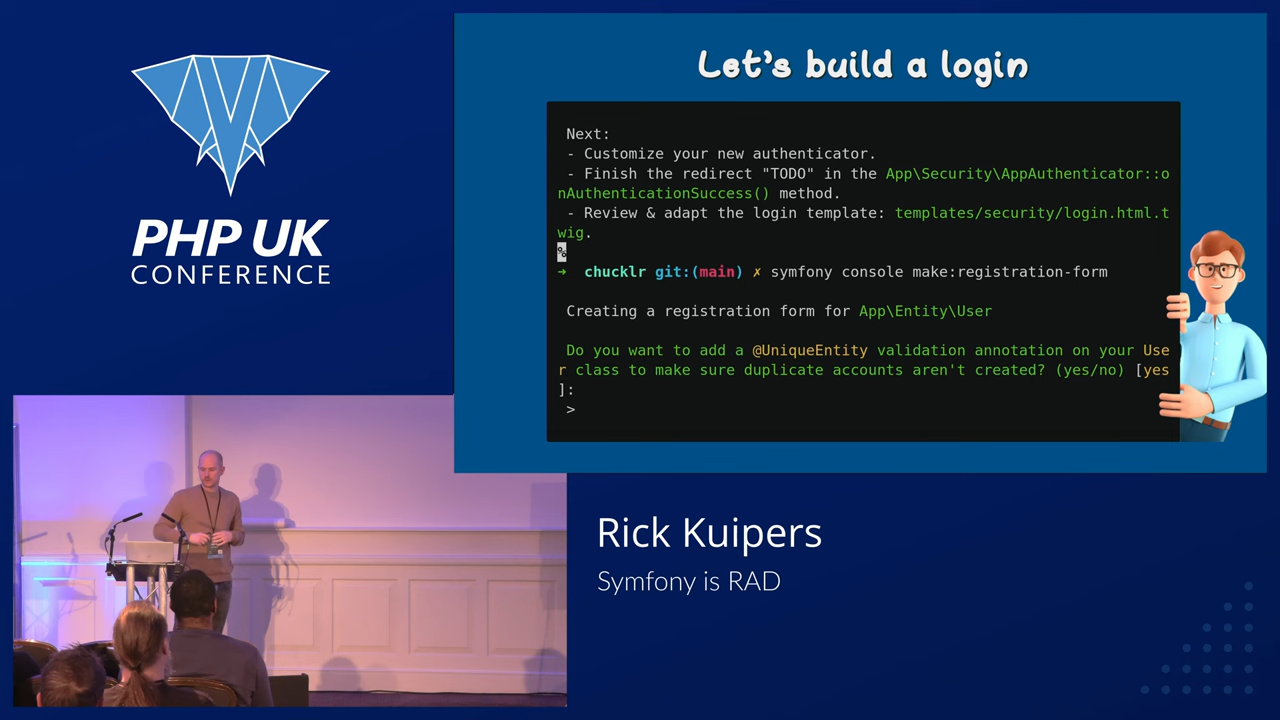 PHP UK
CONFERENCE
Let's build a login
Next:
- Customize your new authenticator.
- Finish the redirect "TODO" in the App\Security\AppAuthenticator::o
nAuthenticationSuccess() method.
- Review & adapt the login template: templates/security/login.html.t
wig.
%
➜ chucklr git:(main) ✗ symfony console make:registration-form
Creating a registration form for App\Entity\User
Do you want to add a @UniqueEntity validation annotation on your Use
r class to make sure duplicate accounts aren't created? (yes/no) [yes
]:
>
Rick Kuipers
Symfony is RAD